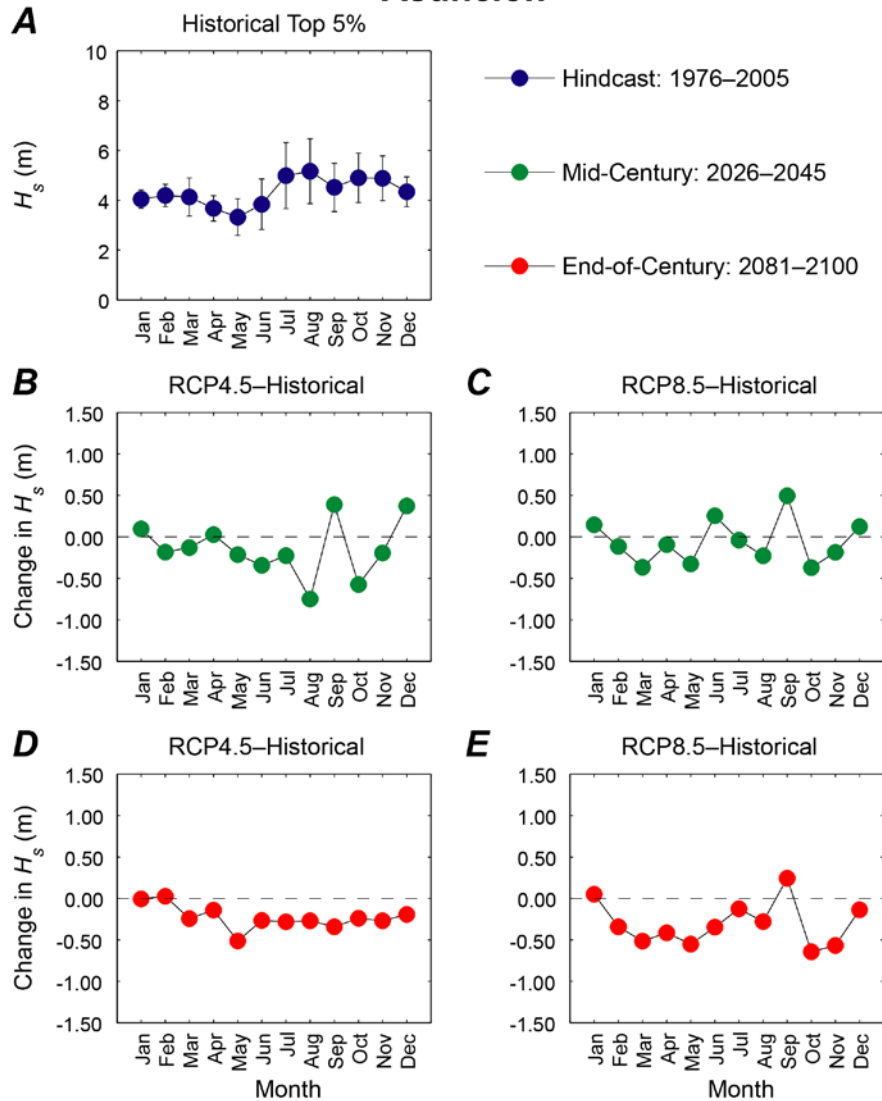 A
Historical Top 5%
10
8
6
4
2
0
H_s (m)
Jan Feb Mar Apr May Jun Jul Aug Sep Oct Nov Dec
Hindcast: 1976–2005
Mid-Century: 2026–2045
End-of-Century: 2081–2100
B
RCP4.5–Historical
1.50
1.00
0.50
0.00
-0.50
-1.00
-1.50
Change in H_s (m)
Jan Feb Mar Apr May Jun Jul Aug Sep Oct Nov Dec
C
RCP8.5–Historical
1.50
1.00
0.50
0.00
-0.50
-1.00
-1.50
Jan Feb Mar Apr May Jun Jul Aug Sep Oct Nov Dec
D
RCP4.5–Historical
1.50
1.00
0.50
0.00
-0.50
-1.00
-1.50
Change in H_s (m)
Jan Feb Mar Apr May Jun Jul Aug Sep Oct Nov Dec
Month
E
RCP8.5–Historical
1.50
1.00
0.50
0.00
-0.50
-1.00
-1.50
Jan Feb Mar Apr May Jun Jul Aug Sep Oct Nov Dec
Month